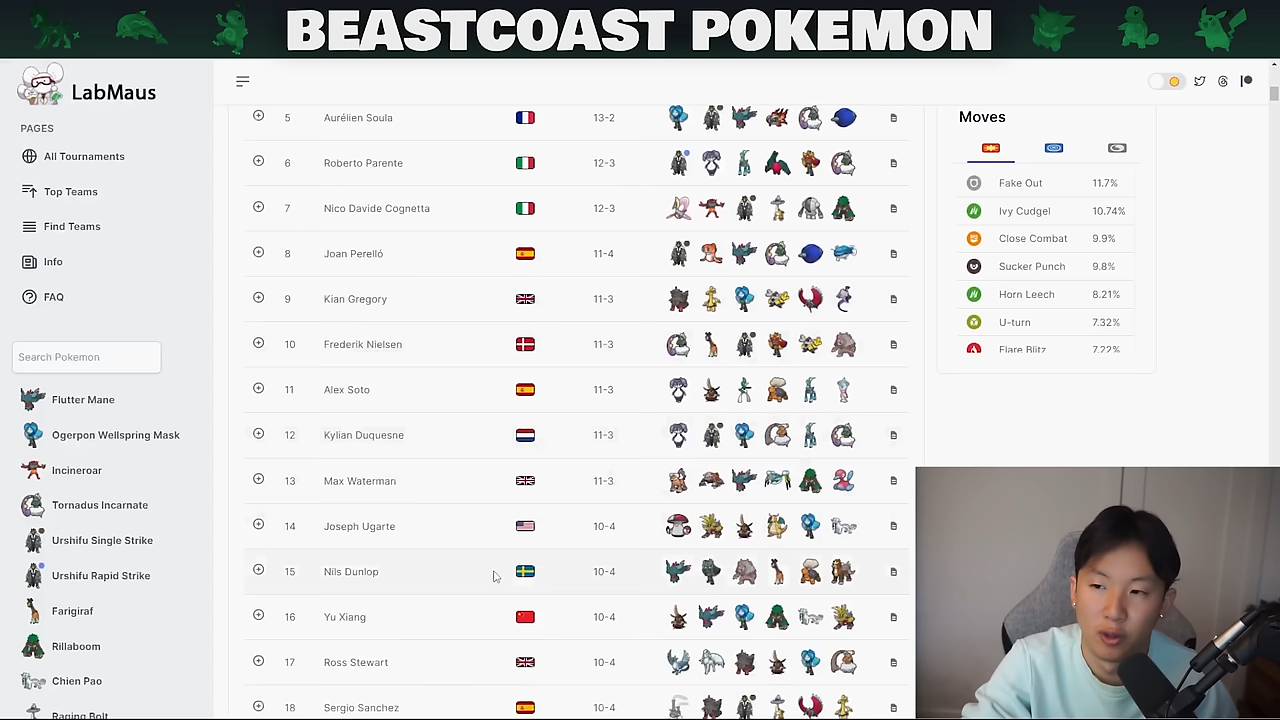 BEASTCOAST POKEMON
LabMaus
PAGES
All Tournaments
Top Teams
Find Teams
Info
FAQ
Search Pokemon
Flutter Mane
Ogerpon Wellspring Mask
Incineroar
Tornadus Incarnate
Urshifu Single Strike
Urshifu Rapid Strike
Farigiraf
Rillaboom
Chien Pao
Raging Bolt
5 Aurélien Soula 13-2
6 Roberto Parente 12-3
7 Nico Davide Cognetta 12-3
8 Joan Perelló 11-4
9 Kian Gregory 11-3
10 Frederik Nielsen 11-3
11 Alex Soto 11-3
12 Kylian Duquesne 11-3
13 Max Waterman 11-3
14 Joseph Ugarte 10-4
15 Nils Dunlop 10-4
16 Yu Xiang 10-4
17 Ross Stewart 10-4
18 Sergio Sanchez 10-4
Moves
Fake Out 11.7%
Ivy Cudgel 10.74%
Close Combat 9.9%
Sucker Punch 9.8%
Horn Leech 8.21%
U-turn 7.32%
Flare Blitz 7.22%